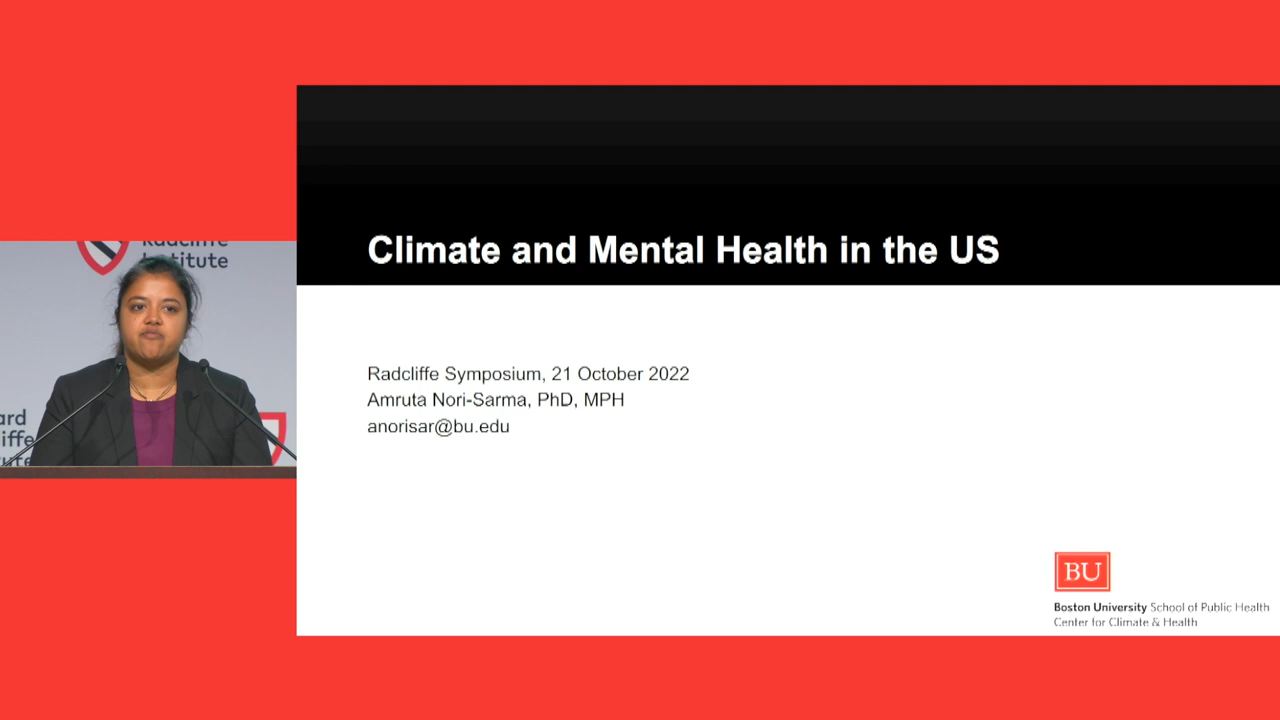 Climate and Mental Health in the US
Radcliffe Symposium, 21 October 2022
Amruta Nori-Sarma, PhD, MPH
anorisar@bu.edu
BU
Boston University School of Public Health
Center for Climate & Health
Radcliffe
Institute